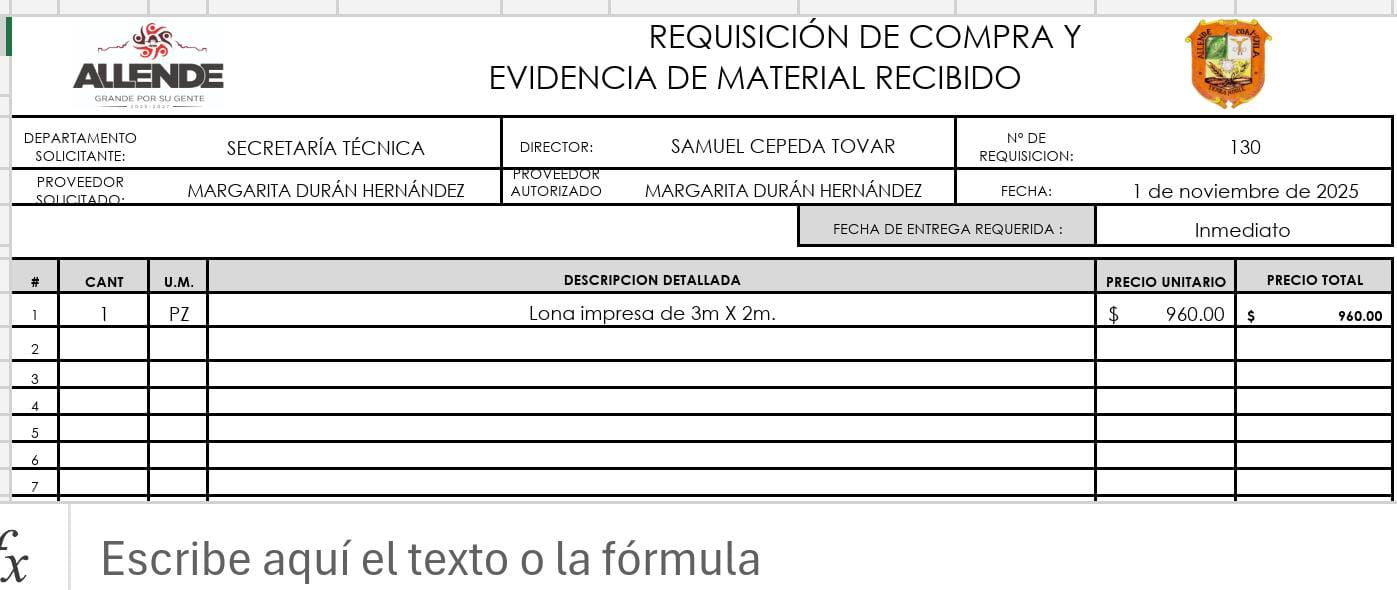 ALLENDE
GRANDE POR SU GENTE
REQUISICIÓN DE COMPRA Y
EVIDENCIA DE MATERIAL RECIBIDO
ALLENDE COAHUILA
DEPARTAMENTO
SOLICITANTE:
SECRETARÍA TÉCNICA
DIRECTOR:
SAMUEL CEPEDA TOVAR
Nº DE
REQUISICION:
130
PROVEEDOR
SOLICITADO:
MARGARITA DURÁN HERNÁNDEZ
PROVEEDOR
AUTORIZADO
MARGARITA DURÁN HERNÁNDEZ
FECHA:
1 de noviembre de 2025
FECHA DE ENTREGA REQUERIDA :
Inmediato
# CANT U.M. DESCRIPCION DETALLADA PRECIO UNITARIO PRECIO TOTAL
1 1 PZ Lona impresa de 3m X 2m. $ 960.00 $ 960.00
2
3
4
5
6
7
fx Escribe aquí el texto o la fórmula